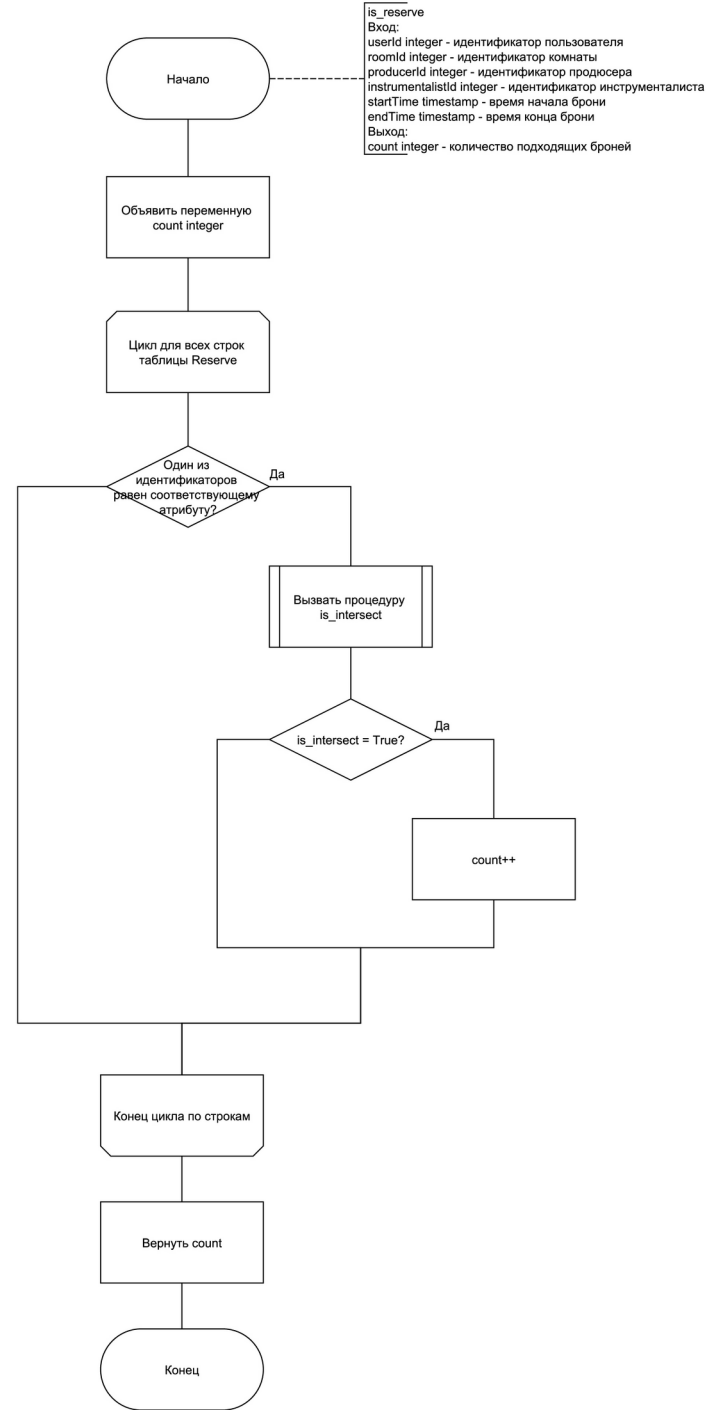 is_reserve
Вход:
userId integer - идентификатор пользователя
roomId integer - идентификатор комнаты
producerId integer - идентификатор продюсера
instrumentalistId integer - идентификатор инструменталиста
startTime timestamp - время начала брони
endTime timestamp - время конца брони
Выход:
count integer - количество подходящих броней
Начало
Объявить переменную
count integer
Цикл для всех строк
таблицы Reserve
Один из
идентификаторов
равен соответствующему
атрибуту?
Да
Вызвать процедуру
is_intersect
is_intersect = True?
Да
count++
Конец цикла по строкам
Вернуть count
Конец